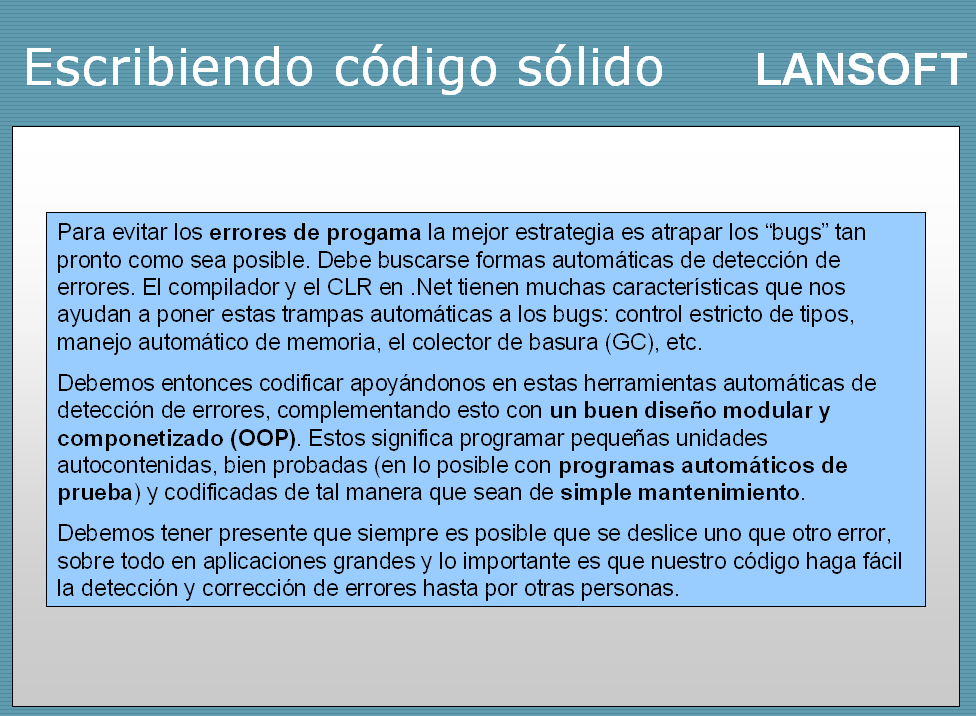 Escribiendo código sólido
LANSOFT
Para evitar los errores de progama la mejor estrategia es atrapar los “bugs” tan
pronto como sea posible. Debe buscarse formas automáticas de detección de
errores. El compilador y el CLR en .Net tienen muchas características que nos
ayudan a poner estas trampas automáticas a los bugs: control estricto de tipos,
manejo automático de memoria, el colector de basura (GC), etc.
Debemos entonces codificar apoyándonos en estas herramientas automáticas de
detección de errores, complementando esto con un buen diseño modular y
componetizado (OOP). Estos significa programar pequeñas unidades
autocontenidas, bien probadas (en lo posible con programas automáticos de
prueba) y codificadas de tal manera que sean de simple mantenimiento.
Debemos tener presente que siempre es posible que se deslice uno que otro error,
sobre todo en aplicaciones grandes y lo importante es que nuestro código haga fácil
la detección y corrección de errores hasta por otras personas.